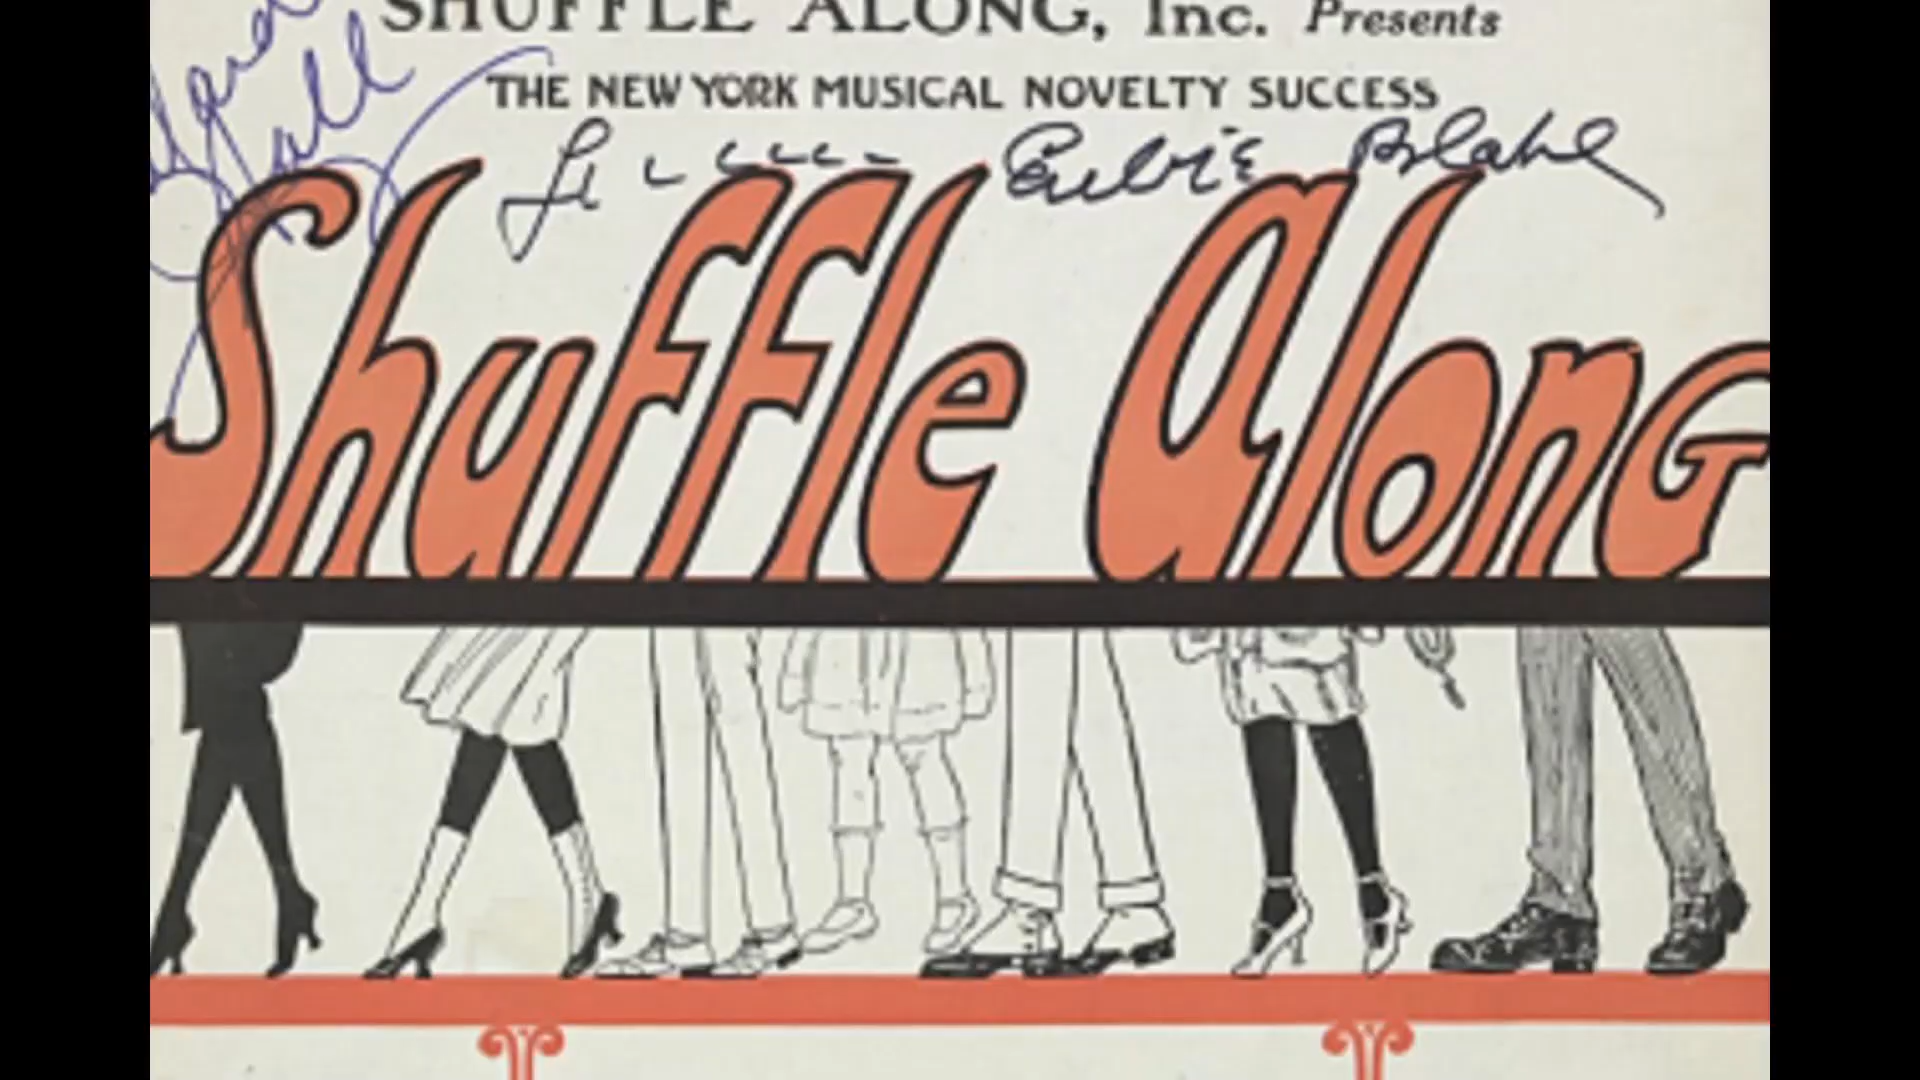 SHUFFLE ALONG, Inc. Presents
THE NEW YORK MUSICAL NOVELTY SUCCESS
Eubie Blake
Shuffle Along